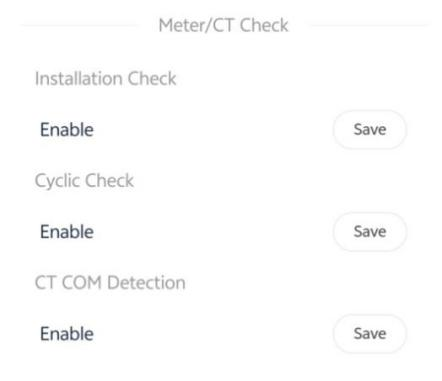 Meter/CT Check
Installation Check
Enable Save
Cyclic Check
Enable Save
CT COM Detection
Enable Save